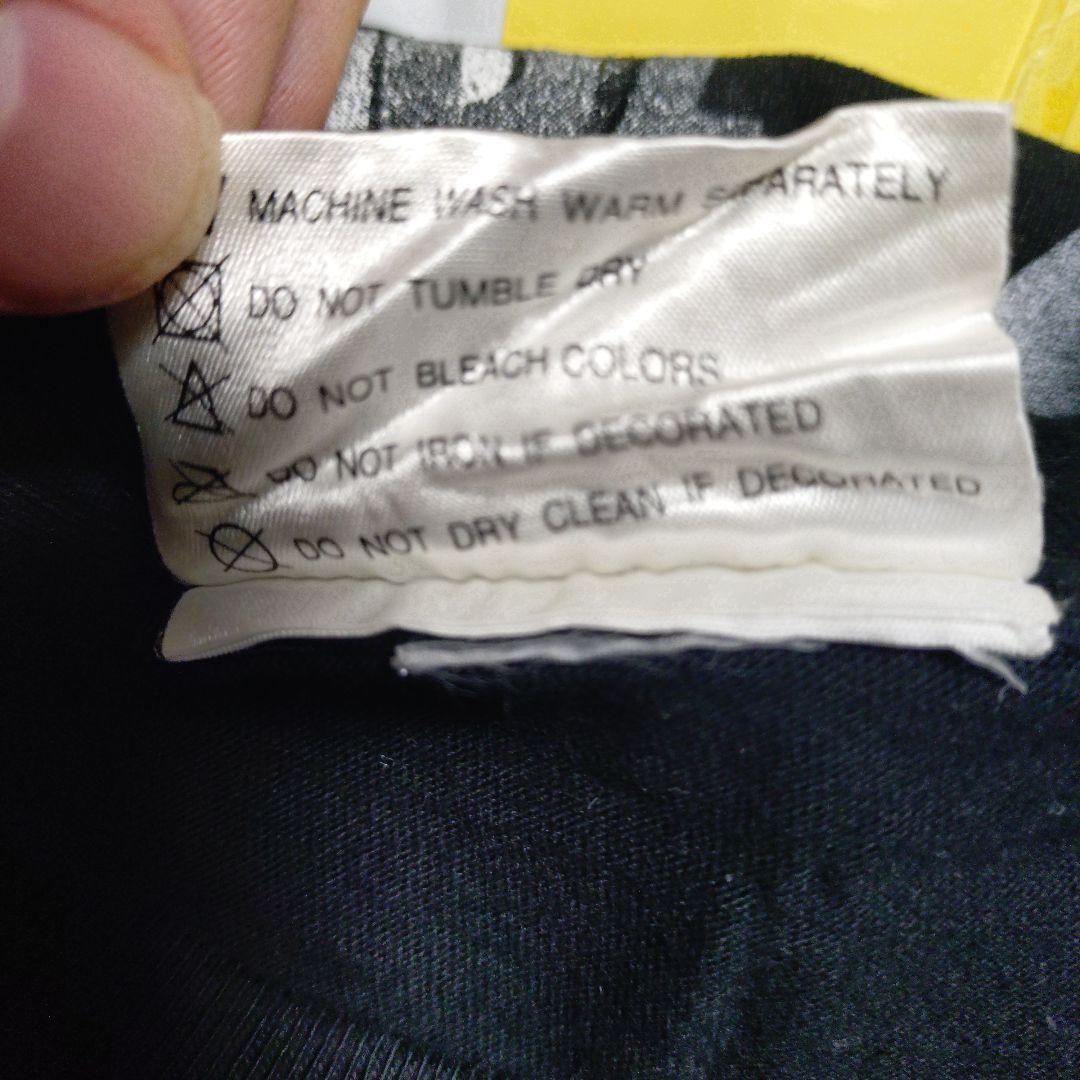 MACHINE WASH WARM SEPARATELY
DO NOT TUMBLE DRY
DO NOT BLEACH COLORS
DO NOT IRON IF DECORATED
DO NOT DRY CLEAN IF DECORATED